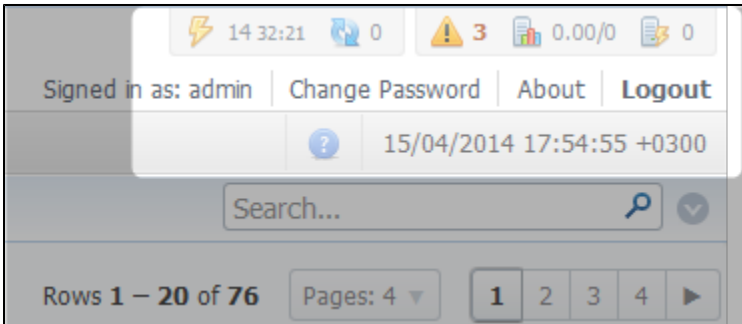 14 32:21 0 3 0.00/0 0
Signed in as: admin Change Password About Logout
? 15/04/2014 17:54:55 +0300
Search...
Rows 1 – 20 of 76 Pages: 4 1 2 3 4